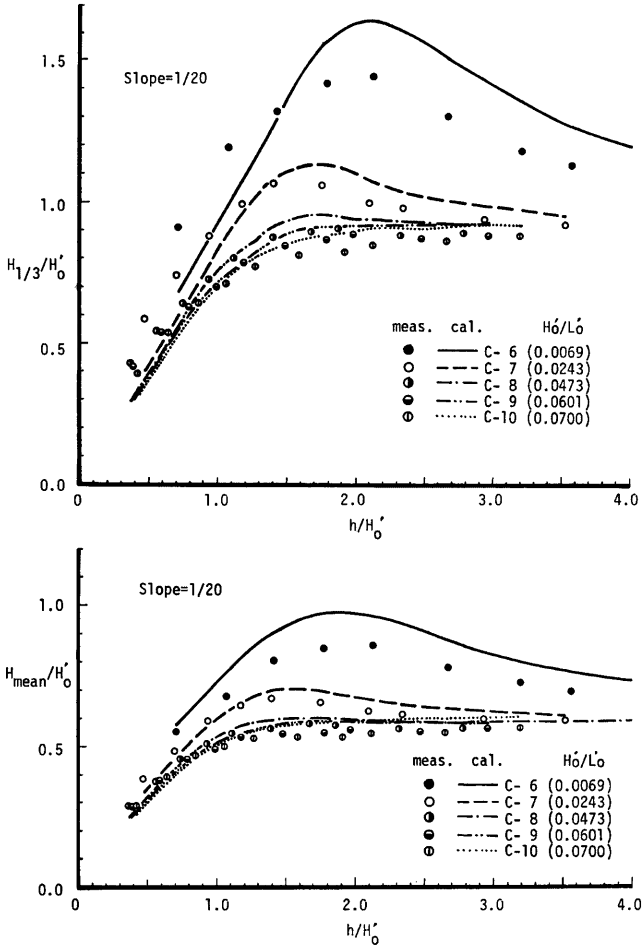 1.5
Slope=1/20
1.0
H1/3/H₀′
0.5
meas. cal. H₀′/L₀′
C- 6 (0.0069)
C- 7 (0.0243)
C- 8 (0.0473)
C- 9 (0.0601)
C-10 (0.0700)
0.0
0 1.0 2.0 3.0 4.0
h/H₀′
Slope=1/20
1.0
Hmean/H₀′
0.5
meas. cal. H₀′/L₀′
C- 6 (0.0069)
C- 7 (0.0243)
C- 8 (0.0473)
C- 9 (0.0601)
C-10 (0.0700)
0.0
0 1.0 2.0 3.0 4.0
h/H₀′